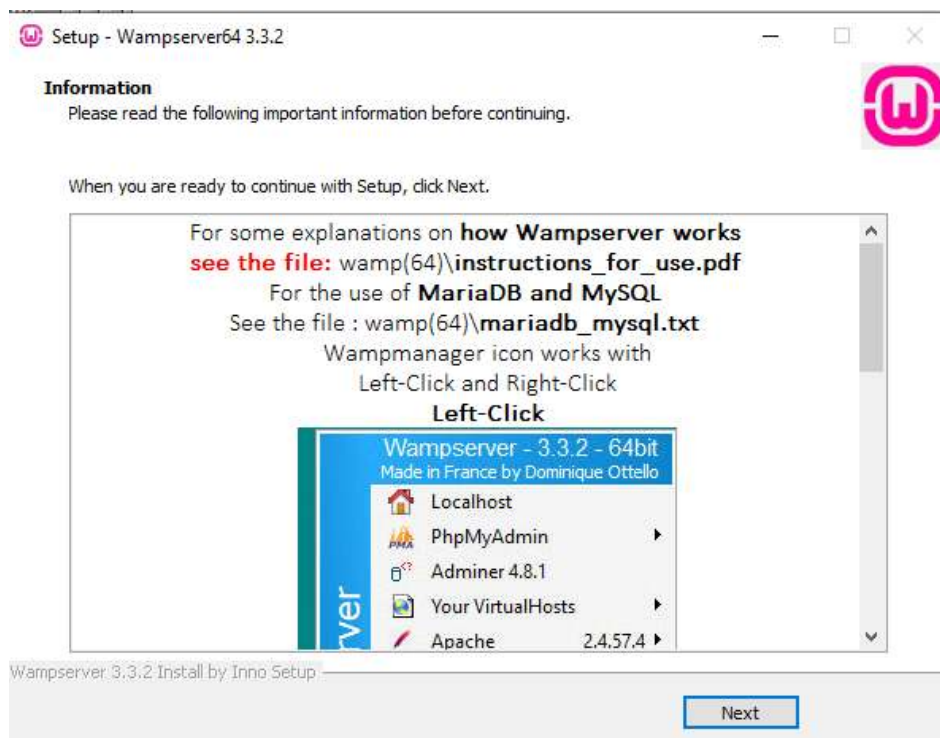 Setup - Wampserver64 3.3.2
Information
Please read the following important information before continuing.
When you are ready to continue with Setup, click Next.
For some explanations on how Wampserver works
see the file: wamp(64)\instructions_for_use.pdf
For the use of MariaDB and MySQL
See the file : wamp(64)\mariadb_mysql.txt
Wampmanager icon works with
Left-Click and Right-Click
Left-Click
Wampserver - 3.3.2 - 64bit
Made in France by Dominique Ottello
Localhost
PhpMyAdmin
Adminer 4.8.1
Your VirtualHosts
Apache 2.4.57.4
Wampserver 3.3.2 Install by Inno Setup
Next